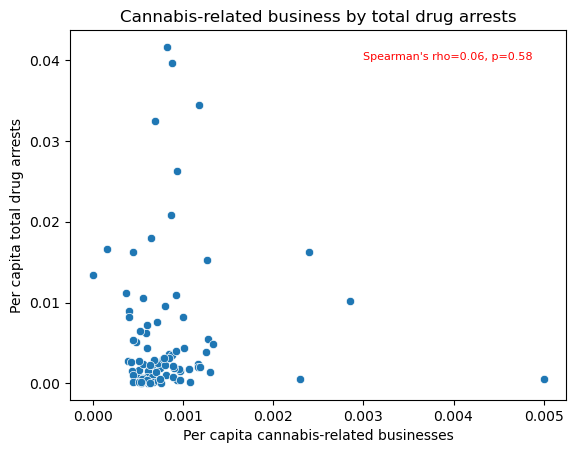 Cannabis-related business by total drug arrests
Spearman's rho=0.06, p=0.58
Per capita total drug arrests
0.04
0.03
0.02
0.01
0.00
0.000 0.001 0.002 0.003 0.004 0.005
Per capita cannabis-related businesses